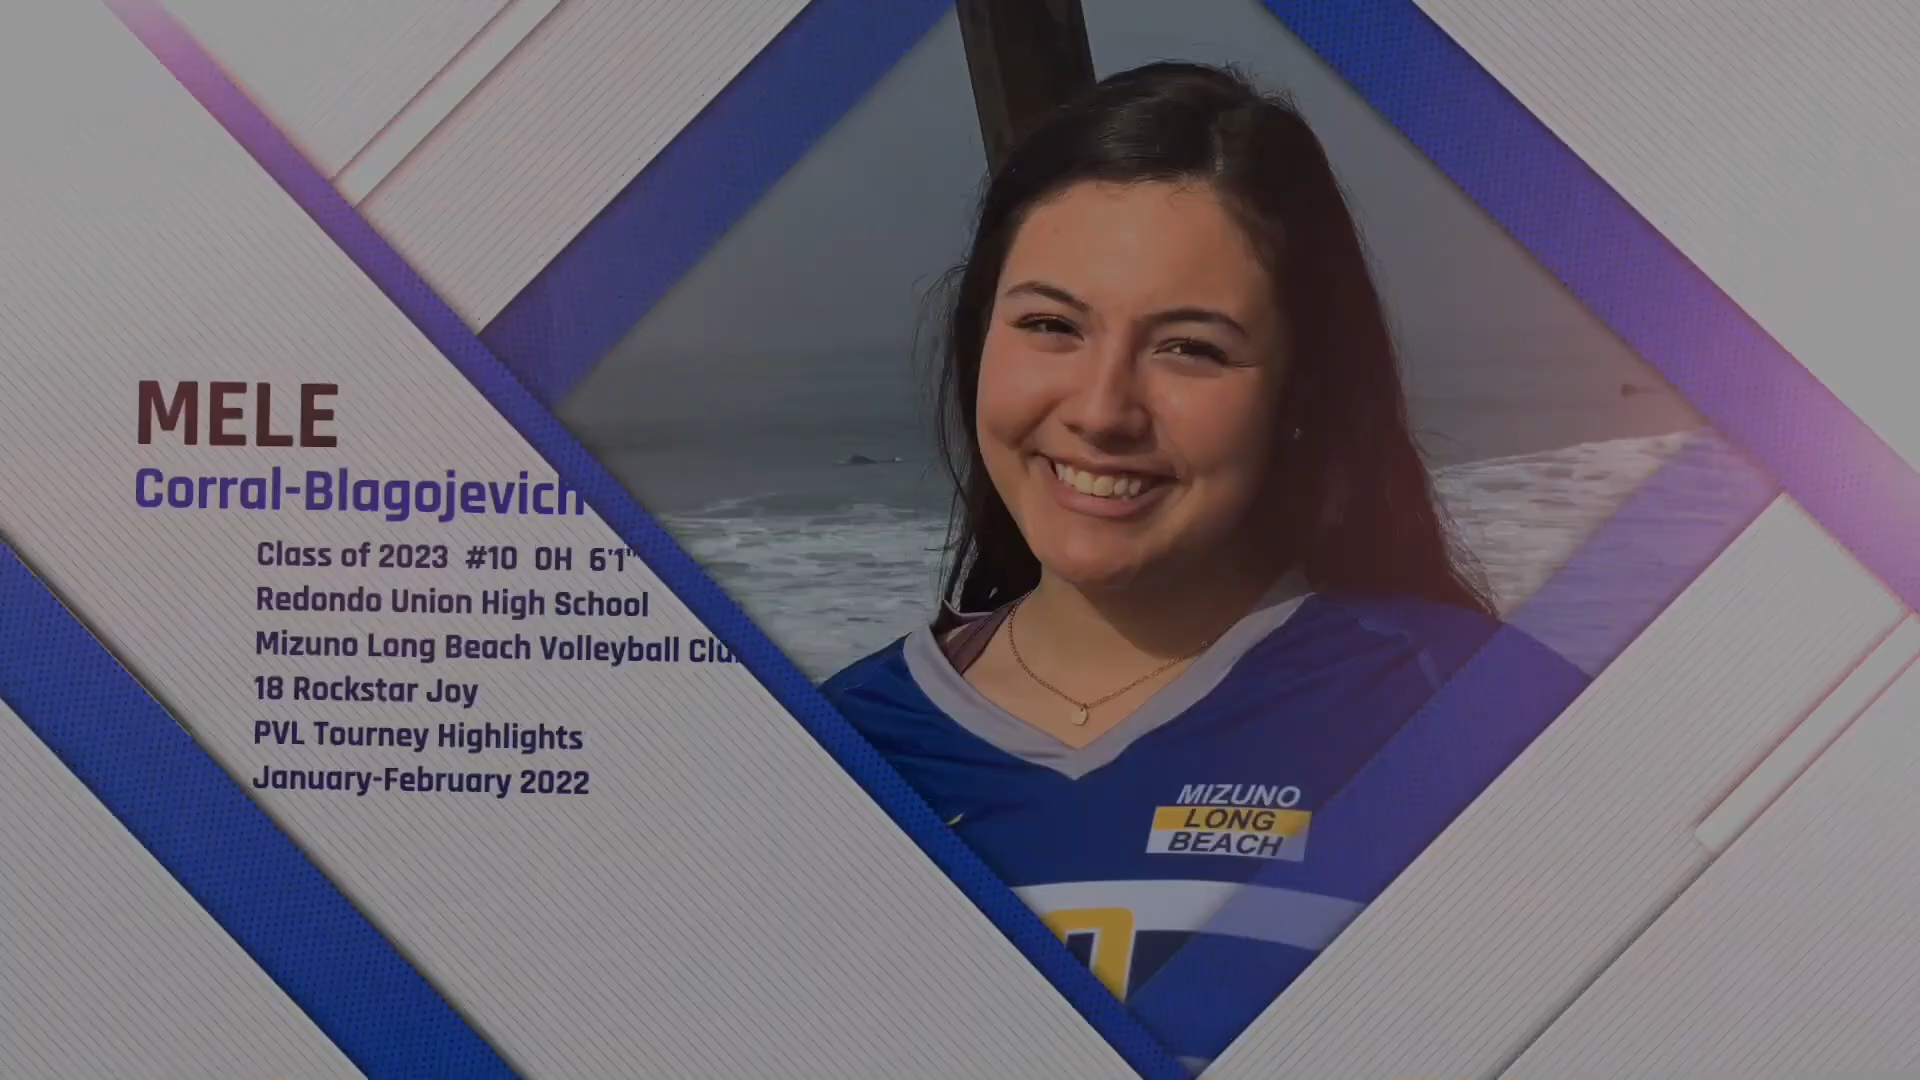 MELE
Corral-Blagojevich
Class of 2023 #10 OH 6'1"
Redondo Union High School
Mizuno Long Beach Volleyball
18 Rockstar Joy
PVL Tourney Highlights
January-February 2022
MIZUNO
LONG
BEACH